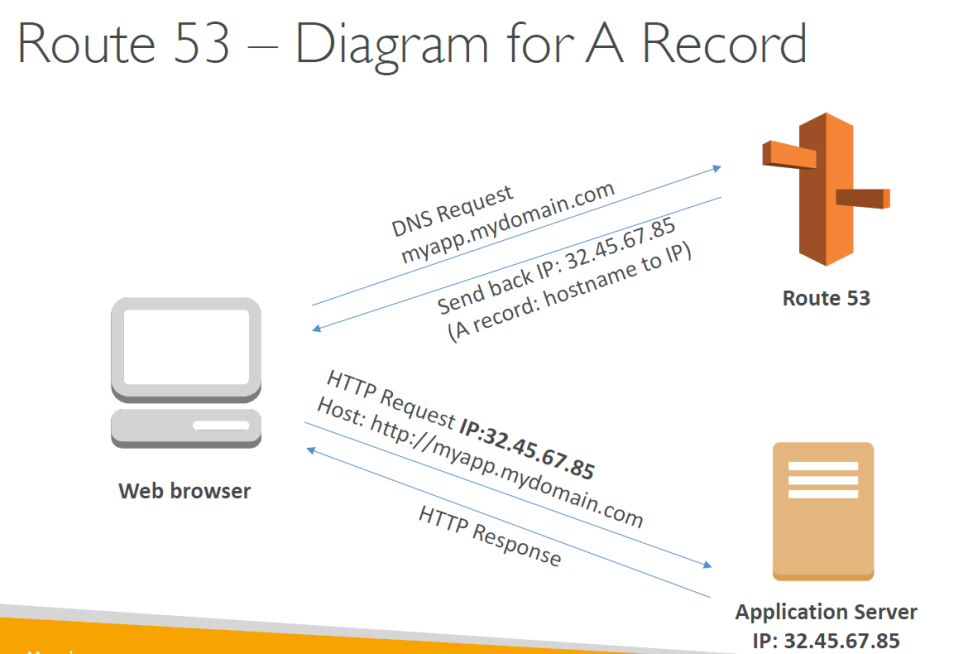 Route 53 – Diagram for A Record
DNS Request
myapp.mydomain.com
Send back IP: 32.45.67.85
(A record: hostname to IP)
Route 53
HTTP Request IP:32.45.67.85
Host: http://myapp.mydomain.com
HTTP Response
Web browser
Application Server
IP: 32.45.67.85